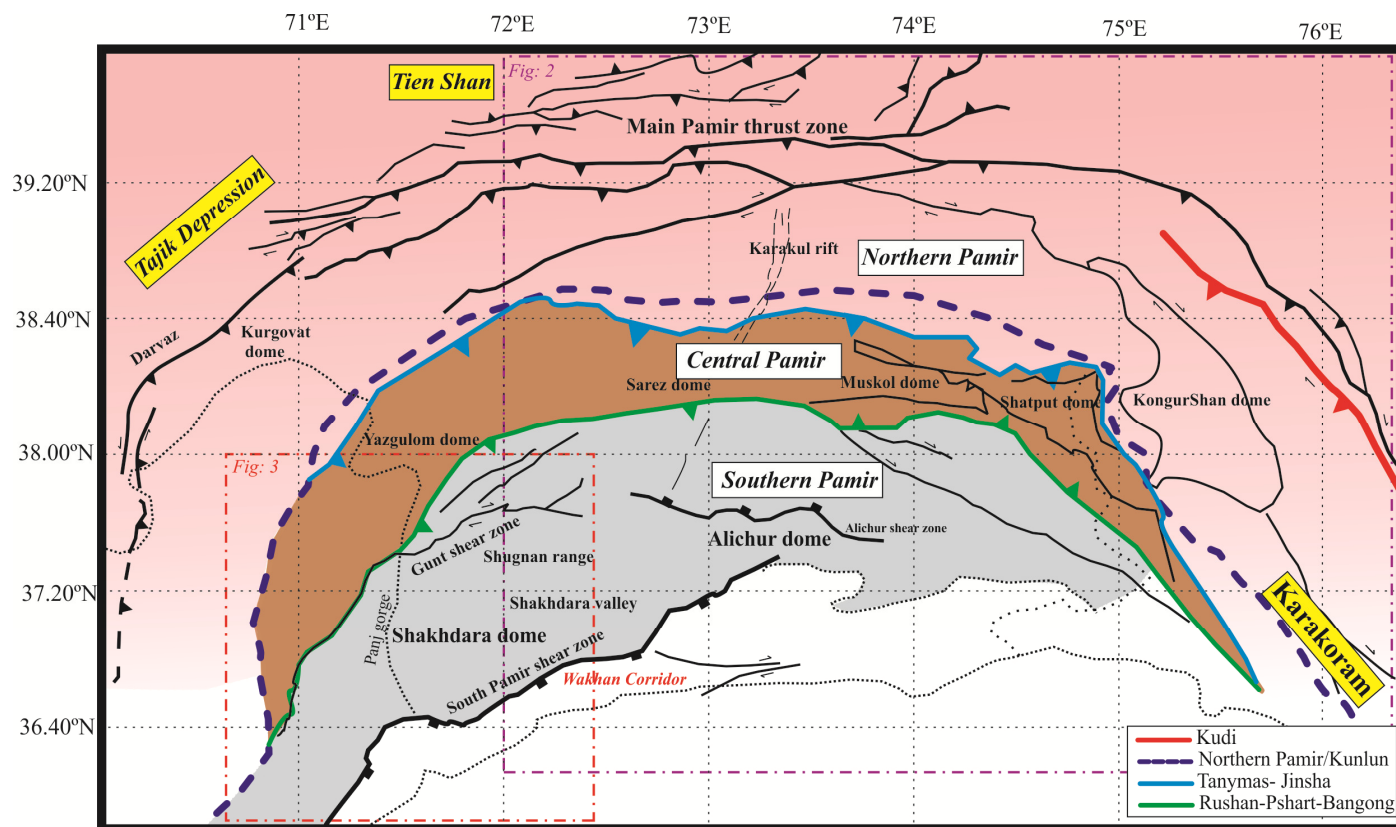 71ºE 72ºE 73ºE 74ºE 75ºE 76ºE
Tien Shan
Fig: 2
Main Pamir thrust zone
39.20ºN
Tajik Depression
Karakul rift
Northern Pamir
38.40ºN
Darvaz
Kurgovat
dome
Central Pamir
Sarez dome
Muskol dome
Shatput dome
KongurShan dome
Yazgulom dome
38.00ºN
Fig: 3
Southern Pamir
Gunt shear zone
Shugnan range
Alichur dome
Alichur shear zone
37.20ºN
Shakhdara valley
Panj gorge
Shakhdara dome
South Pamir shear zone
Wakhan Corridor
Karakoram
36.40ºN
Kudi
Northern Pamir/Kunlun
Tanymas- Jinsha
Rushan-Pshart-Bangong